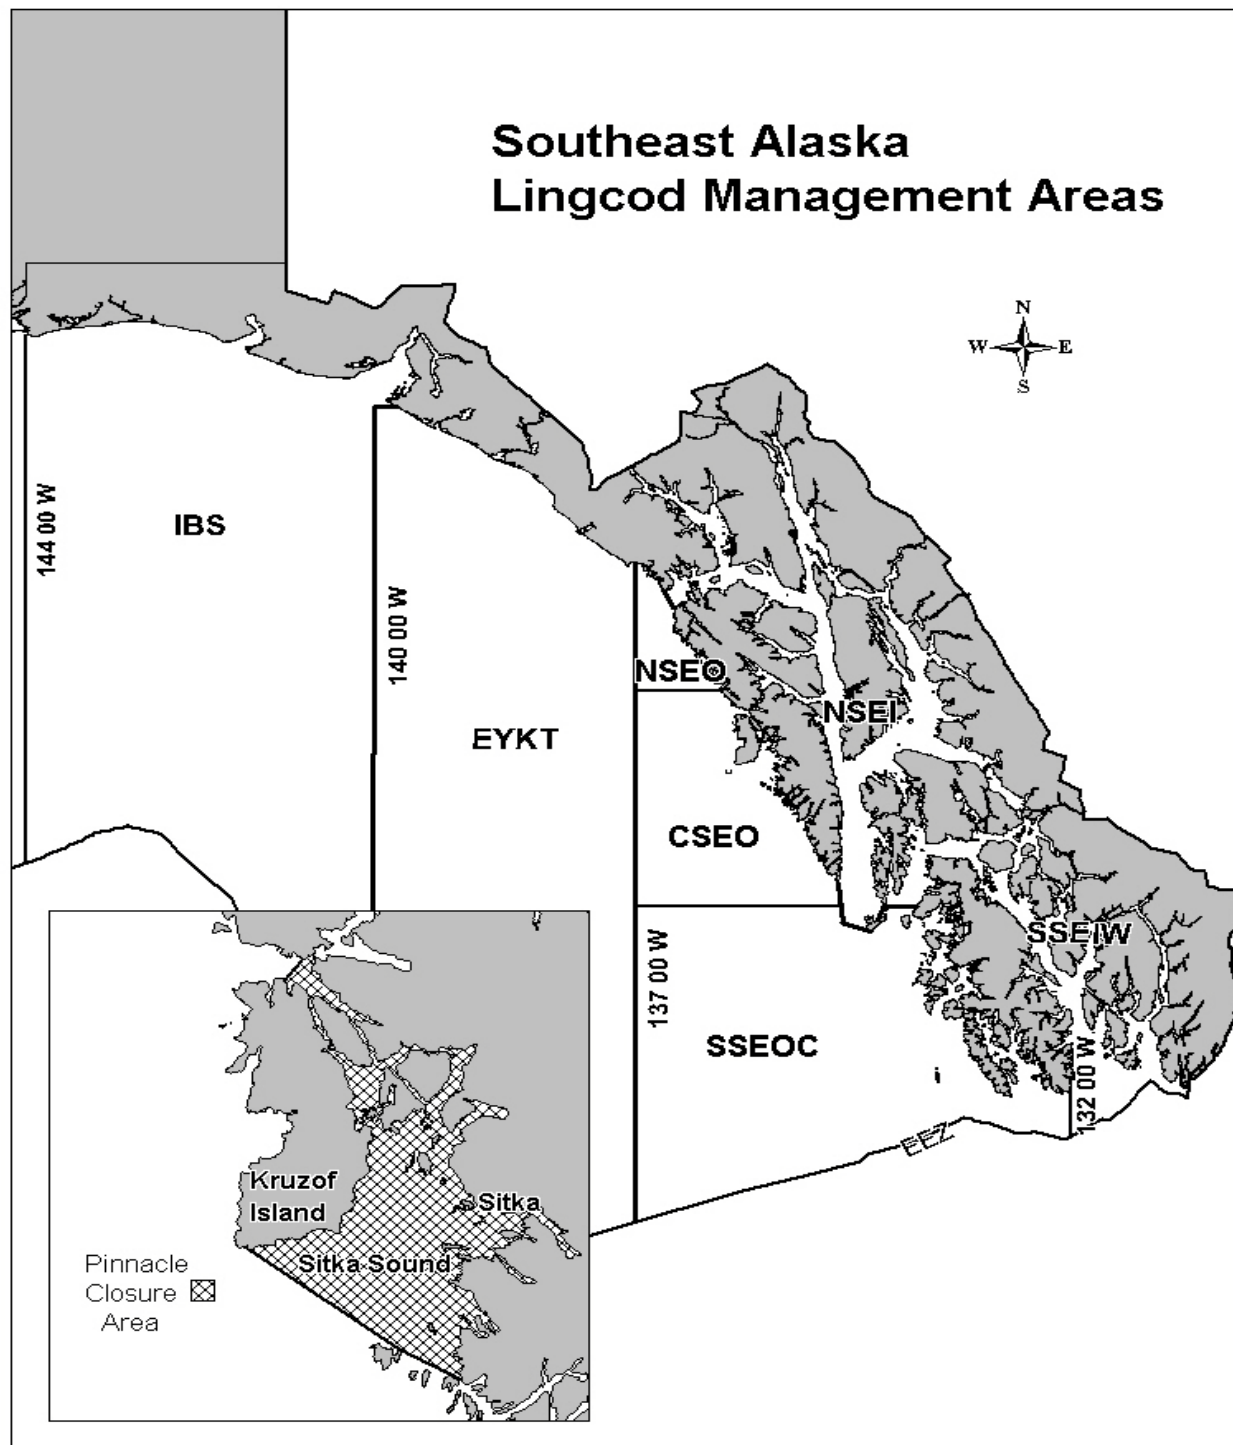 Southeast Alaska
Lingcod Management Areas
N
W E
S
144 00 W
IBS
140 00 W
EYKT
NSEO
NSEI
CSEO
137 00 W
SSEOC
SSEIW
132 00 W
EEZ
Kruzof
Island
Sitka
Sitka Sound
Pinnacle
Closure
Area